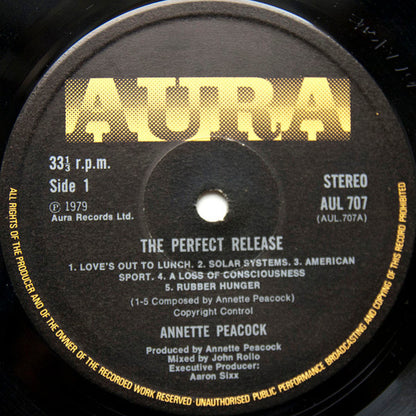 AURA
33⅓ r.p.m.
Side 1
℗ 1979
Aura Records Ltd.
STEREO
AUL 707
(AUL.707A)
THE PERFECT RELEASE
1. LOVE'S OUT TO LUNCH. 2. SOLAR SYSTEMS. 3. AMERICAN
SPORT. 4. A LOSS OF CONSCIOUSNESS
5. RUBBER HUNGER
(1-5 Composed by Annette Peacock)
Copyright Control
ANNETTE PEACOCK
Produced by Annette Peacock
Mixed by John Rollo
Executive Producer:
Aaron Sixx
ALL RIGHTS OF THE PRODUCER AND OF THE OWNER OF THE RECORDED WORK RESERVED · UNAUTHORISED PUBLIC PERFORMANCE BROADCASTING AND COPYING OF THIS RECORD PROHIBITED